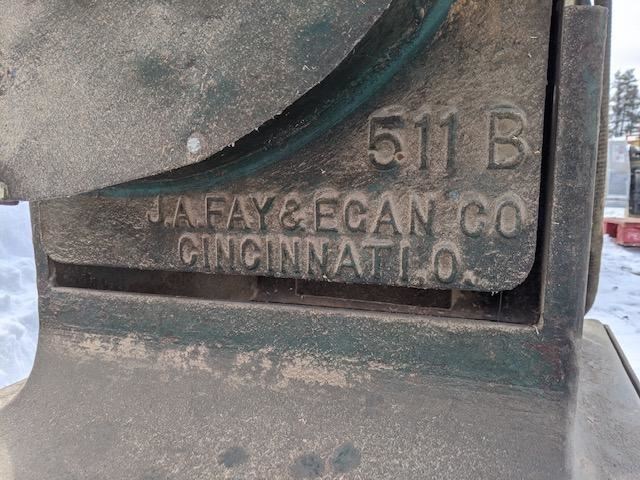 511 B
J.A.FAY & EGAN CO
CINCINNATI.O.